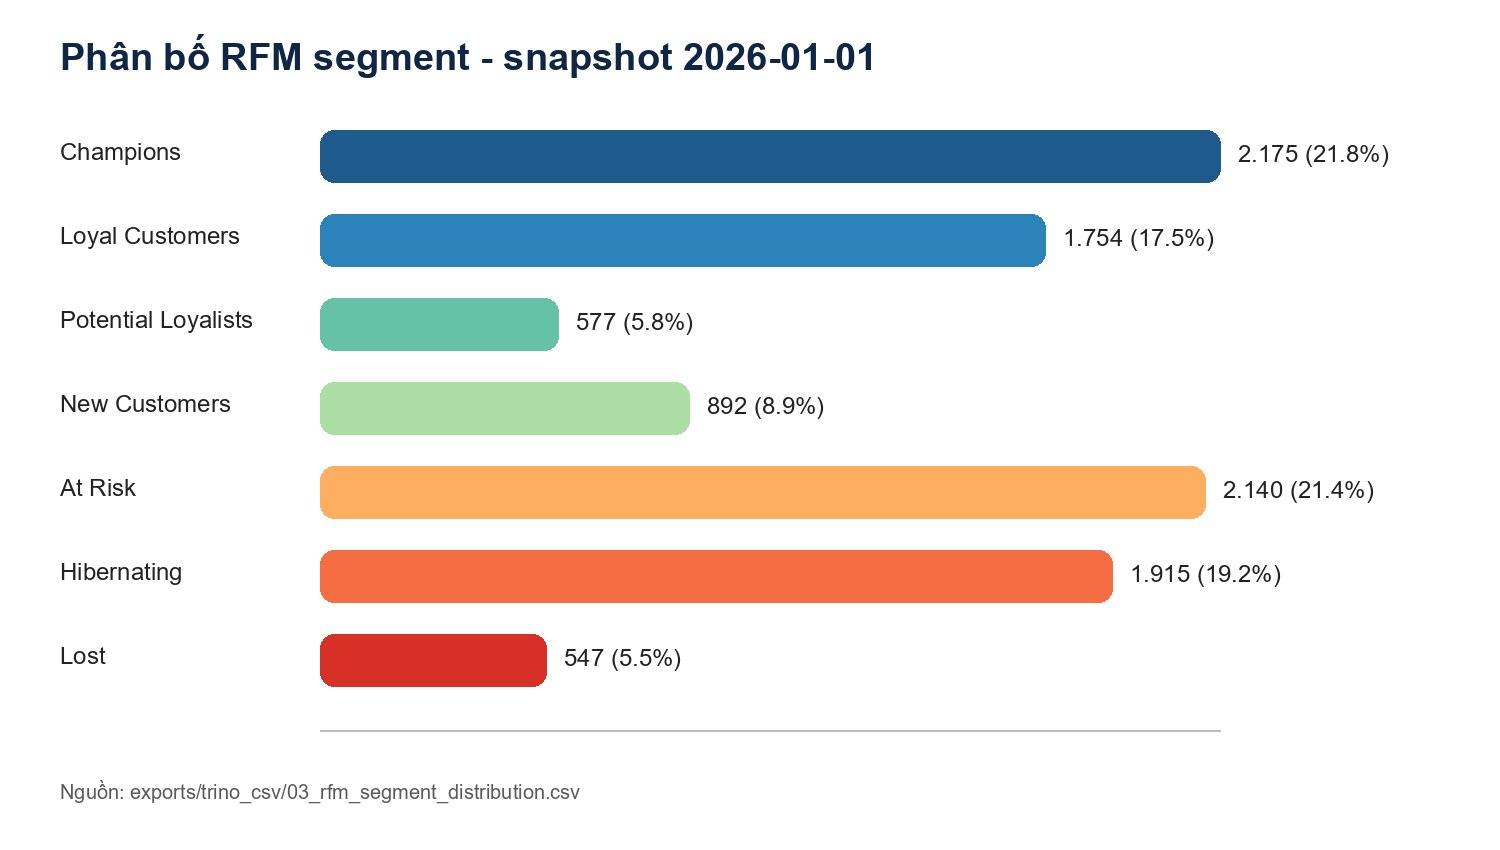 Phân bố RFM segment - snapshot 2026-01-01
Champions 2.175 (21.8%)
Loyal Customers 1.754 (17.5%)
Potential Loyalists 577 (5.8%)
New Customers 892 (8.9%)
At Risk 2.140 (21.4%)
Hibernating 1.915 (19.2%)
Lost 547 (5.5%)
Nguồn: exports/trino_csv/03_rfm_segment_distribution.csv